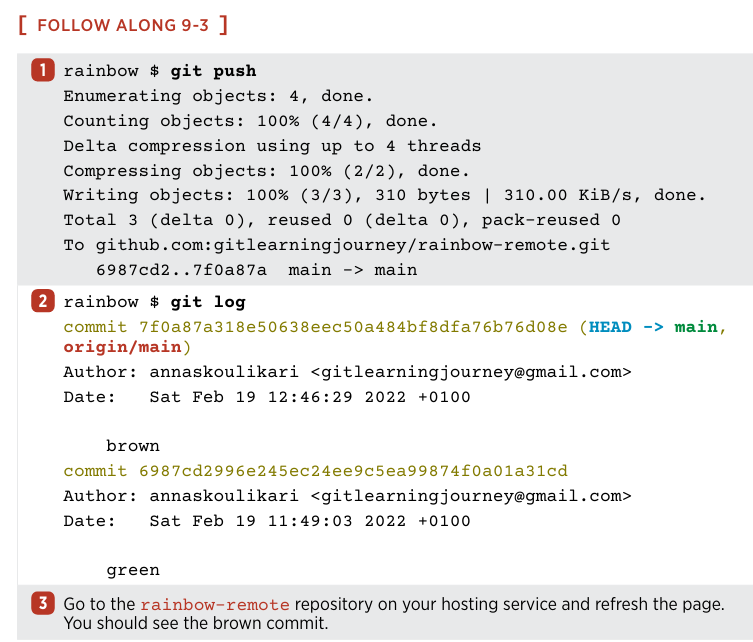 [ FOLLOW ALONG 9-3 ]
1 rainbow $ git push
Enumerating objects: 4, done.
Counting objects: 100% (4/4), done.
Delta compression using up to 4 threads
Compressing objects: 100% (2/2), done.
Writing objects: 100% (3/3), 310 bytes | 310.00 KiB/s, done.
Total 3 (delta 0), reused 0 (delta 0), pack-reused 0
To github.com:gitlearningjourney/rainbow-remote.git
6987cd2..7f0a87a  main -> main
2 rainbow $ git log
commit 7f0a87a318e50638eec50a484bf8dfa76b76d08e (HEAD -> main,
origin/main)
Author: annaskoulikari <gitlearningjourney@gmail.com>
Date:   Sat Feb 19 12:46:29 2022 +0100
brown
commit 6987cd2996e245ec24ee9c5ea99874f0a01a31cd
Author: annaskoulikari <gitlearningjourney@gmail.com>
Date:   Sat Feb 19 11:49:03 2022 +0100
green
3 Go to the rainbow-remote repository on your hosting service and refresh the page.
You should see the brown commit.